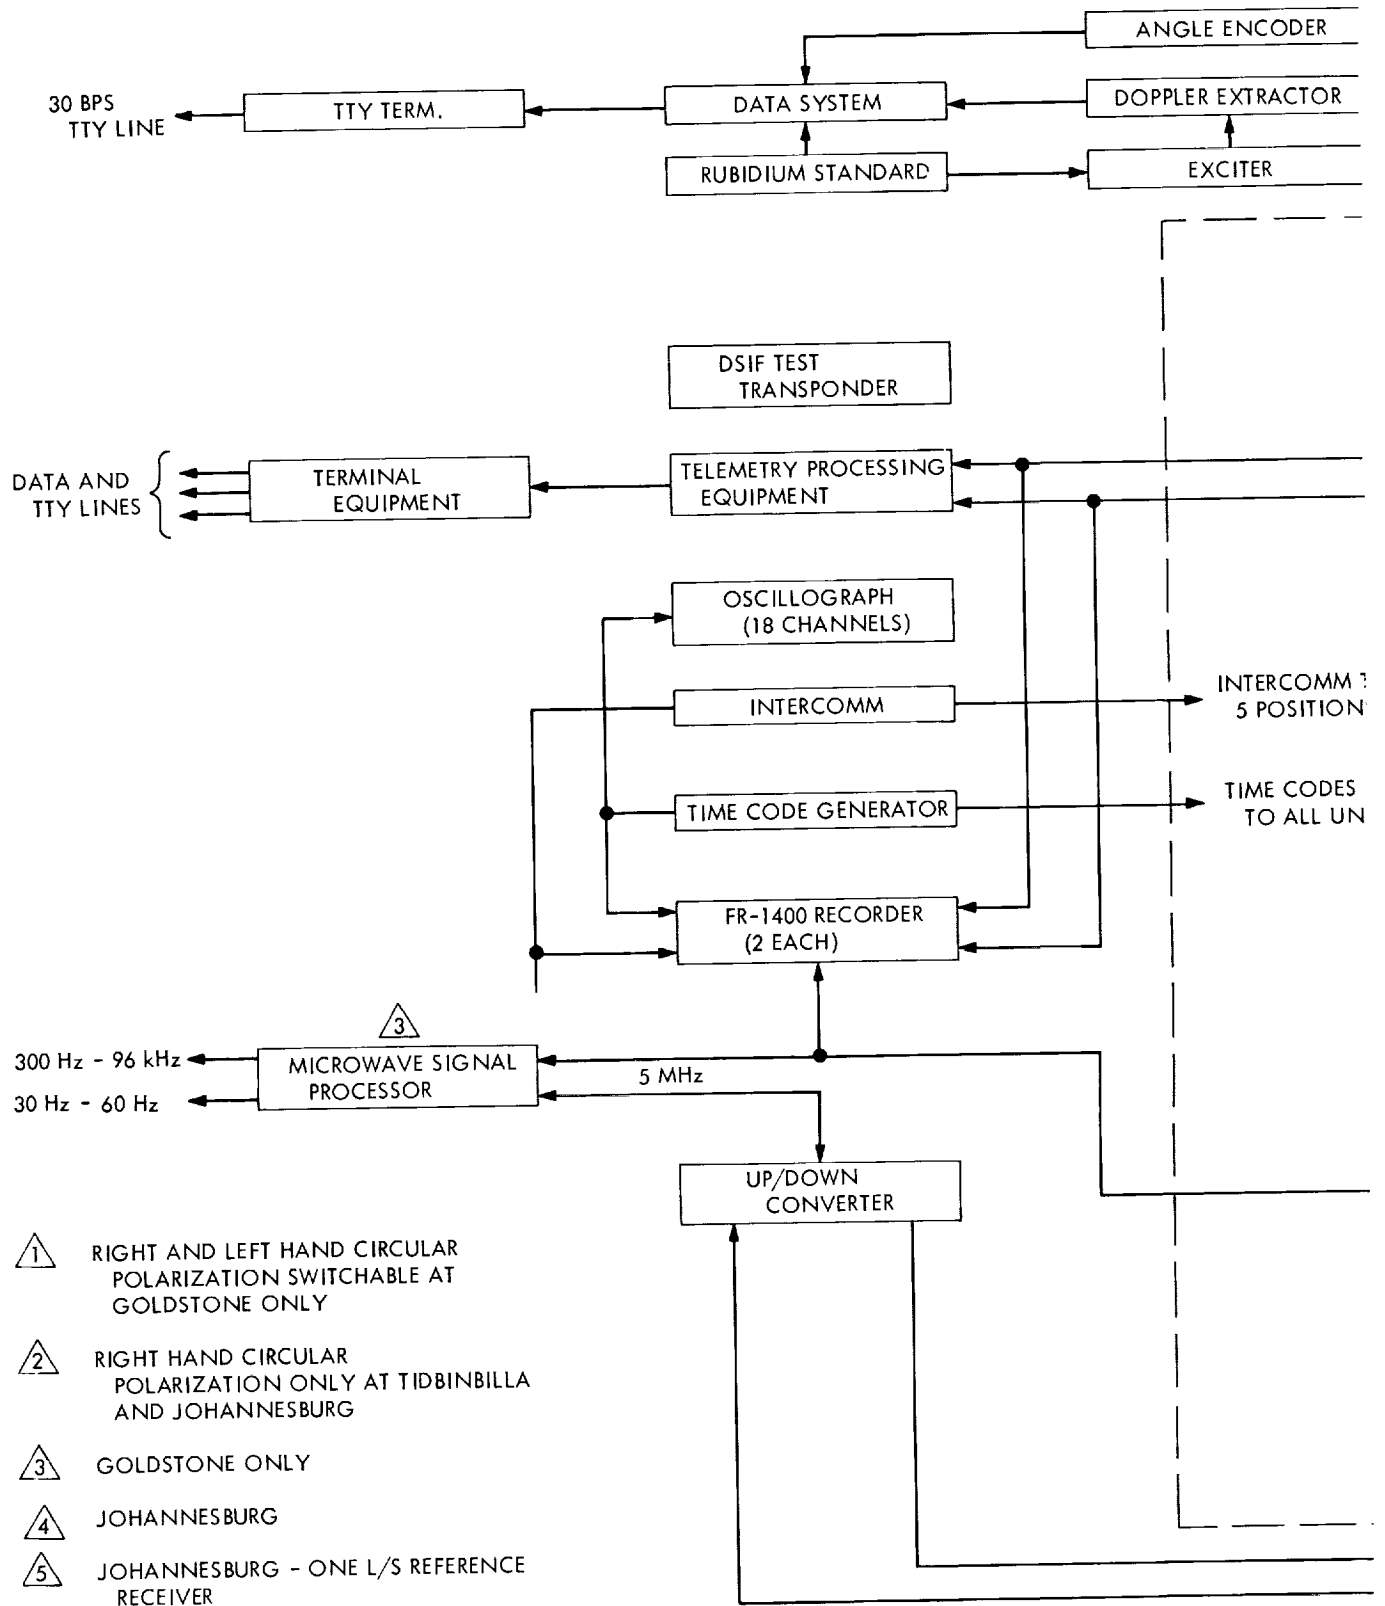 ANGLE ENCODER
30 BPS
TTY LINE
TTY TERM.
DATA SYSTEM
DOPPLER EXTRACTOR
RUBIDIUM STANDARD
EXCITER
DSIF TEST
TRANSPONDER
DATA AND
TTY LINES
TERMINAL
EQUIPMENT
TELEMETRY PROCESSING
EQUIPMENT
OSCILLOGRAPH
(18 CHANNELS)
INTERCOMM
INTERCOMM
5 POSITION
TIME CODE GENERATOR
TIME CODES
TO ALL UN
FR-1400 RECORDER
(2 EACH)
3
300 Hz - 96 kHz
30 Hz - 60 Hz
MICROWAVE SIGNAL
PROCESSOR
5 MHz
UP/DOWN
CONVERTER
1 RIGHT AND LEFT HAND CIRCULAR
POLARIZATION SWITCHABLE AT
GOLDSTONE ONLY
2 RIGHT HAND CIRCULAR
POLARIZATION ONLY AT TIDBINBILLA
AND JOHANNESBURG
3 GOLDSTONE ONLY
4 JOHANNESBURG
5 JOHANNESBURG - ONE L/S REFERENCE
RECEIVER